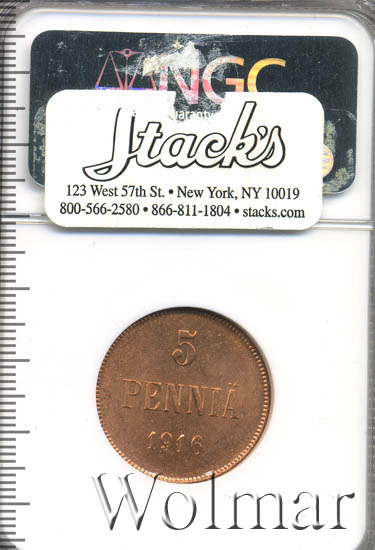 NGC
Stack's
123 West 57th St. • New York, NY 10019
800-566-2580 • 866-811-1804 • stacks.com
5
PENNIÄ
1916
Wolmar